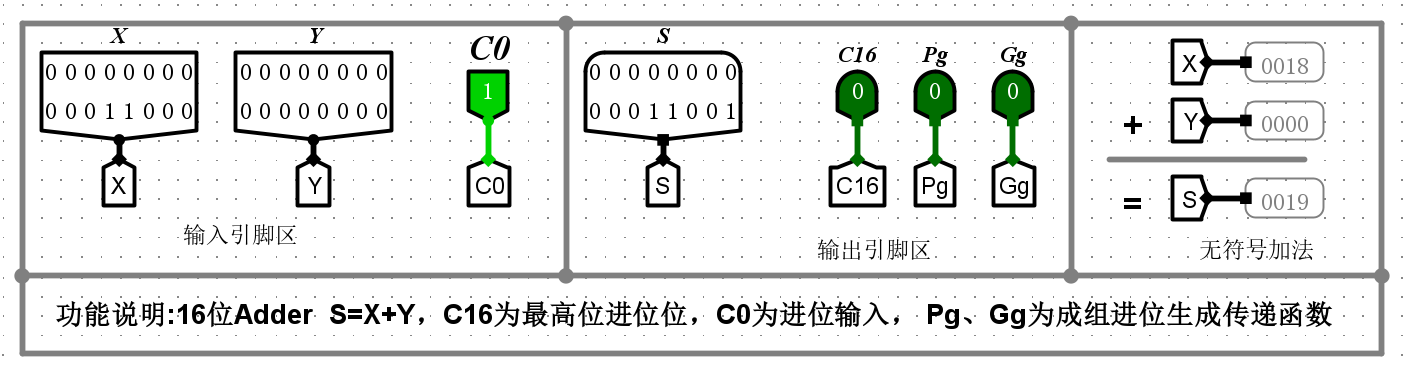 X Y C0 S C16 Pg Gg
0 0 0 0 0 0 0 0
0 0 0 1 1 0 0 0
0 0 0 0 0 0 0 0
0 0 0 0 0 0 0 0
1
0 0 0 0 0 0 0 0
0 0 0 1 1 0 0 1
0 0 0
X Y C0 S C16 Pg Gg
输入引脚区
输出引脚区
X 0018
+ Y 0000
= S 0019
无符号加法
功能说明:16位Adder S=X+Y，C16为最高位进位位，C0为进位输入， Pg、Gg为成组进位生成传递函数